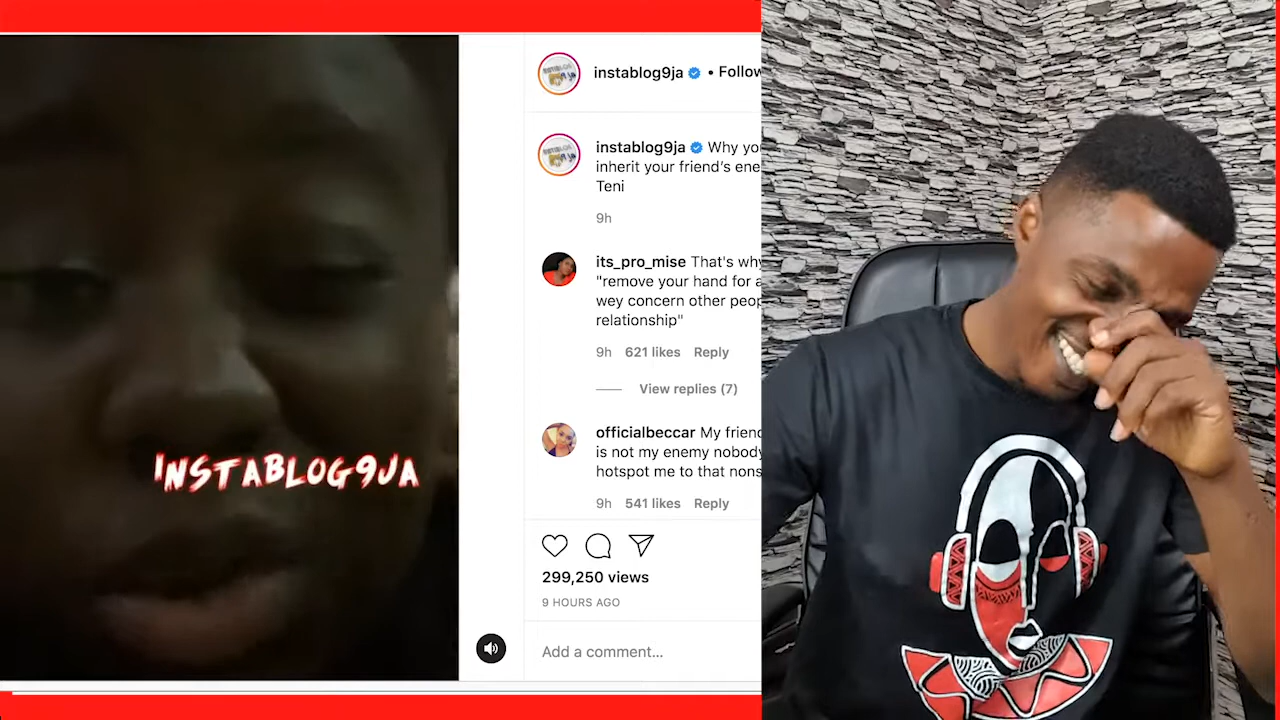 INSTABLOG9JA
instablog9ja • Follow
instablog9ja Why you
inherit your friend's ene
Teni
9h
its_pro_mise That's why
"remove your hand for a
wey concern other peop
relationship"
9h 621 likes Reply
View replies (7)
officialbeccar My friend
is not my enemy nobody
hotspot me to that nons
9h 541 likes Reply
299,250 views
9 HOURS AGO
Add a comment...